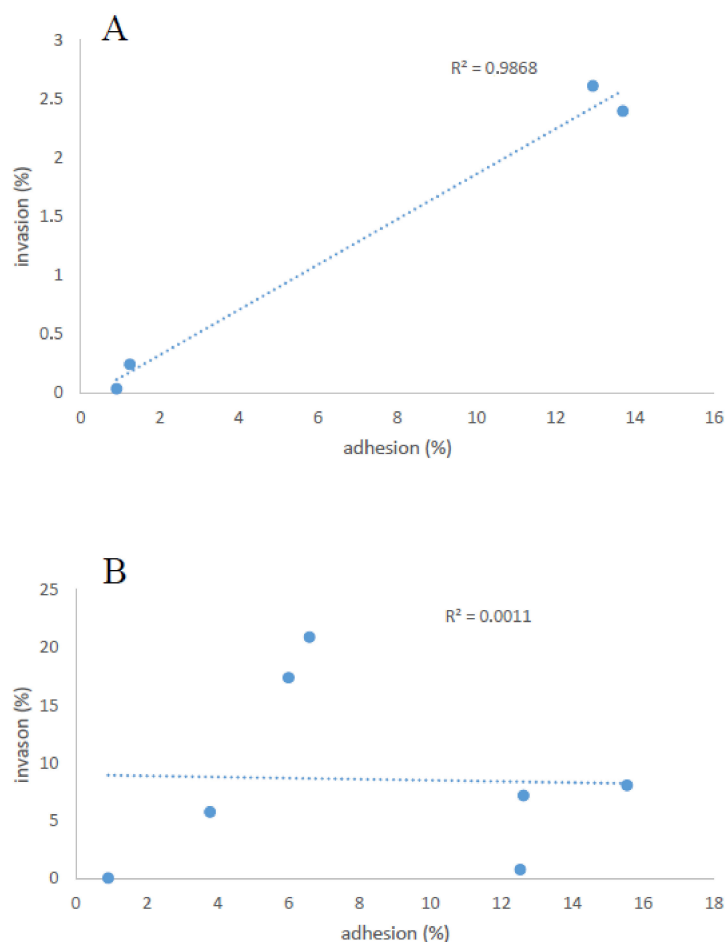 A
3
R² = 0.9868
2.5
2
1.5
1
0.5
0
invasion (%)
0 2 4 6 8 10 12 14 16
adhesion (%)
B
25
R² = 0.0011
20
15
10
5
0
invason (%)
0 2 4 6 8 10 12 14 16 18
adhesion (%)